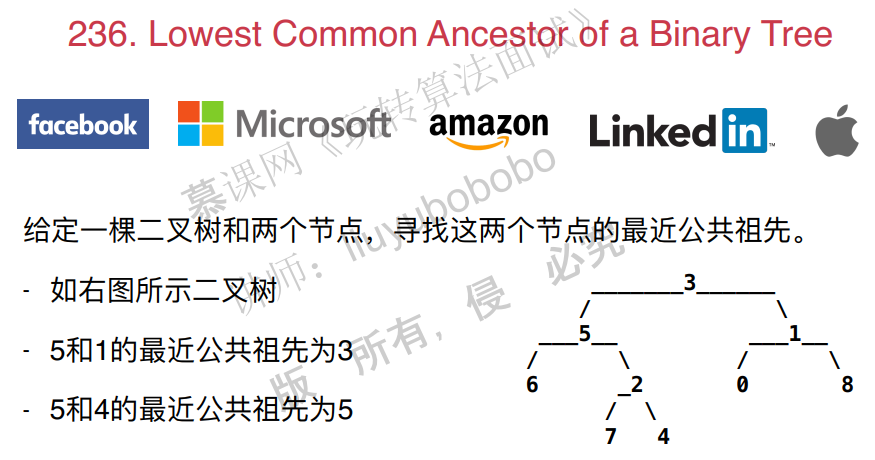 236. Lowest Common Ancestor of a Binary Tree
facebook Microsoft amazon Linked in ™
慕课网《玩转算法面试》
讲师：liuyubobobo
版 所有，侵 必究
给定一棵二叉树和两个节点，寻找这两个节点的最近公共祖先。
- 如右图所示二叉树
- 5和1的最近公共祖先为3
- 5和4的最近公共祖先为5
_______3______
/ \
___5__ ___1__
/ \ / \
6 _2 0 8
/ \
7 4